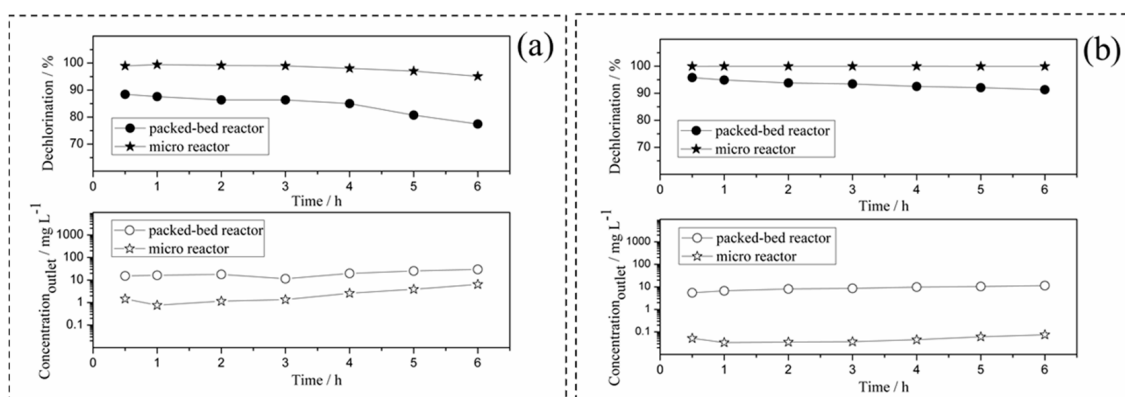 (a)
Dechlorination / %
100
90
80
70
packed-bed reactor
micro reactor
0 1 2 3 4 5 6
Time / h
Concentration outlet / mg L-1
1000
100
10
1
0.1
packed-bed reactor
micro reactor
0 1 2 3 4 5 6
Time / h
(b)
Dechlorination / %
100
90
80
70
packed-bed reactor
micro reactor
0 1 2 3 4 5 6
Time / h
Concentration outlet / mg L-1
1000
100
10
1
0.1
packed-bed reactor
micro reactor
0 1 2 3 4 5 6
Time / h